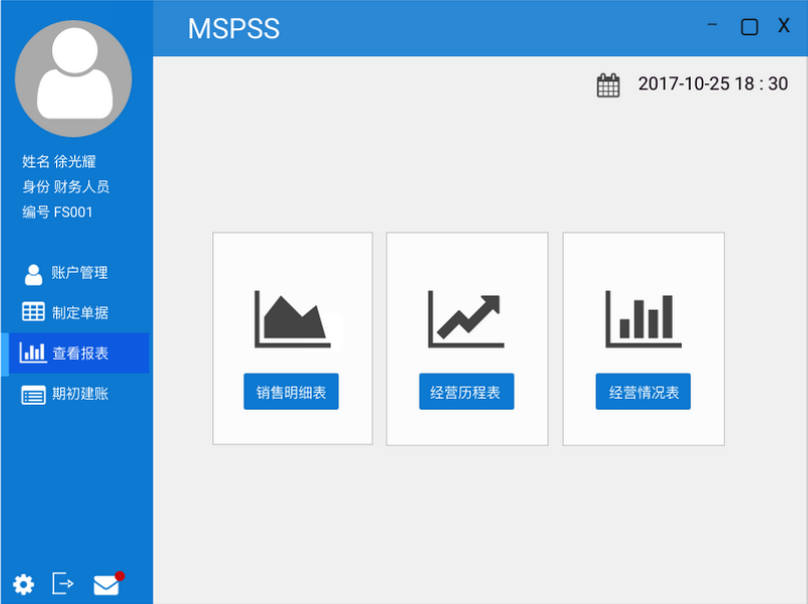 MSPSS
2017-10-25 18 : 30
姓名 徐光耀
身份 财务人员
编号 FS001
账户管理
制定单据
查看报表
期初建账
销售明细表
经营历程表
经营情况表